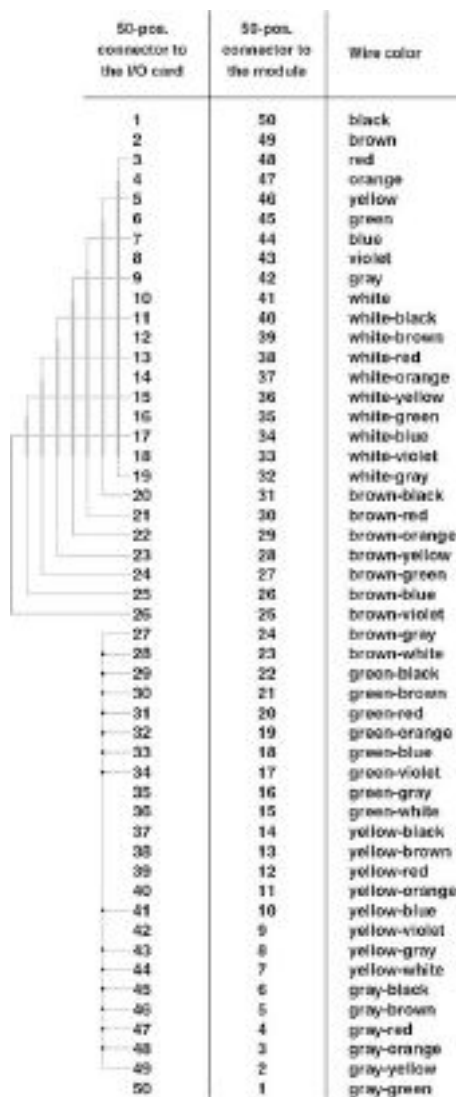 50-pos. connector to the I/O card 50-pos. connector to the module Wire color
1 50 black
2 49 brown
3 48 red
4 47 orange
5 46 yellow
6 45 green
7 44 blue
8 43 violet
9 42 gray
10 41 white
11 40 white-black
12 39 white-brown
13 38 white-red
14 37 white-orange
15 36 white-yellow
16 35 white-green
17 34 white-blue
18 33 white-violet
19 32 white-gray
20 31 brown-black
21 30 brown-red
22 29 brown-orange
23 28 brown-yellow
24 27 brown-green
25 26 brown-blue
26 25 brown-violet
27 24 brown-gray
28 23 brown-white
29 22 green-black
30 21 green-brown
31 20 green-red
32 19 green-orange
33 18 green-blue
34 17 green-violet
35 16 green-gray
36 15 green-white
37 14 yellow-black
38 13 yellow-brown
39 12 yellow-red
40 11 yellow-orange
41 10 yellow-blue
42 9 yellow-violet
43 8 yellow-gray
44 7 yellow-white
45 6 gray-black
46 5 gray-brown
47 4 gray-red
48 3 gray-orange
49 2 gray-yellow
50 1 gray-green